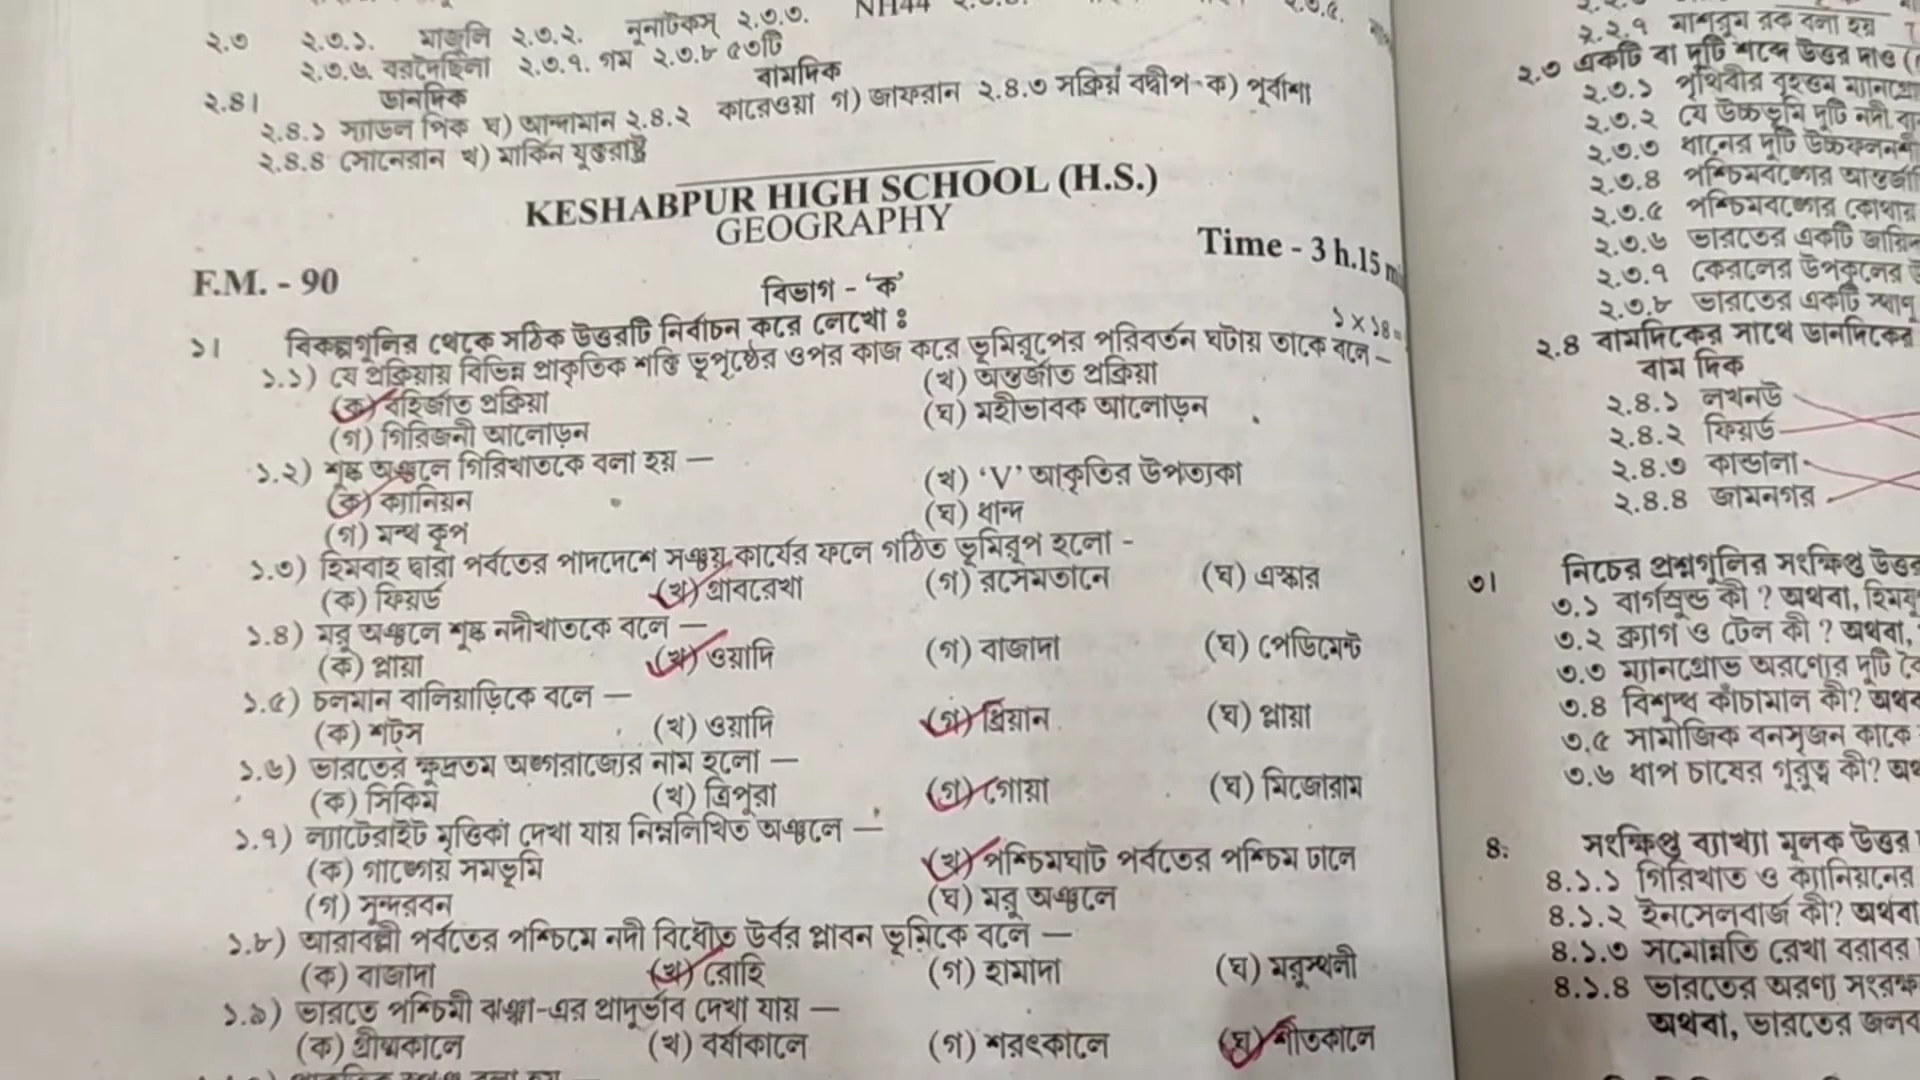 ২.৩ ২.৩.১. মাজুলি ২.৩.২. নুনাটকস্ ২.৩.৩. NH44
২.৩.৫.
২.৩.৬. বরদৈছিলা ২.৩.৭. গম ২.৩.৮ ৫৩টি
২.৪। ডানদিক বামদিক
২.৪.১ স্যাডল পিক ঘ) আন্দামান ২.৪.২ কারেওয়া গ) জাফরান ২.৪.৩ সক্রিয় বদ্বীপ-ক) পূর্বাশা
২.৪.৪ সোনেরান খ) মার্কিন যুক্তরাষ্ট্র
KESHABPUR HIGH SCHOOL (H.S.)
GEOGRAPHY
F.M. - 90 Time - 3 h.15
বিভাগ - ‘ক’
১। বিকল্পগুলির থেকে সঠিক উত্তরটি নির্বাচন করে লেখো ঃ ১ × ১৪ =
১.১) যে প্রক্রিয়ায় বিভিন্ন প্রাকৃতিক শক্তি ভূপৃষ্ঠের ওপর কাজ করে ভূমিরূপের পরিবর্তন ঘটায় তাকে বলে –
(ক) বহির্জাত প্রক্রিয়া (খ) অন্তর্জাত প্রক্রিয়া
(গ) গিরিজনী আলোড়ন (ঘ) মহীভাবক আলোড়ন
১.২) শুষ্ক অঞ্চলে গিরিখাতকে বলা হয় —
(ক) ক্যানিয়ন (খ) ‘V’ আকৃতির উপত্যকা
(গ) মন্থ কূপ (ঘ) ধান্দ
১.৩) হিমবাহ দ্বারা পর্বতের পাদদেশে সঞ্চয় কার্যের ফলে গঠিত ভূমিরূপ হলো -
(ক) ফিয়র্ড (খ) গ্রাবরেখা (গ) রসেমতানে (ঘ) এস্কার
১.৪) মরু অঞ্চলে শুষ্ক নদীখাতকে বলে —
(ক) প্লায়া (খ) ওয়াদি (গ) বাজাদা (ঘ) পেডিমেন্ট
১.৫) চলমান বালিয়াড়িকে বলে —
(ক) শটস্ (খ) ওয়াদি (গ) থ্রিয়ান (ঘ) প্লায়া
১.৬) ভারতের ক্ষুদ্রতম অঙ্গরাজ্যের নাম হলো —
(ক) সিকিম (খ) ত্রিপুরা (গ) গোয়া (ঘ) মিজোরাম
১.৭) ল্যাটেরাইট মৃত্তিকা দেখা যায় নিম্নলিখিত অঞ্চলে —
(ক) গাঙ্গেয় সমভূমি (খ) পশ্চিমঘাট পর্বতের পশ্চিম ঢালে
(গ) সুন্দরবন (ঘ) মরু অঞ্চলে
১.৮) আরাবল্লী পর্বতের পশ্চিমে নদী বিধৌত উর্বর প্লাবন ভূমিকে বলে —
(ক) বাজাদা (খ) রোহি (গ) হামাদা (ঘ) মরুস্থলী
১.৯) ভারতে পশ্চিমী ঝঞ্ঝা-এর প্রাদুর্ভাব দেখা যায় —
(ক) গ্রীষ্মকালে (খ) বর্ষাকালে (গ) শরৎকালে (ঘ) শীতকালে
২.২.৭ মাশরুম রক বলা হয়
২.৩ একটি বা দুটি শব্দে উত্তর দাও
২.৩.১ পৃথিবীর বৃহত্তম
২.৩.২ যে উচ্চভূমি দুটি নদী
২.৩.৩ ধানের দুটি
২.৩.৪ পশ্চিমবঙ্গের
২.৩.৫ পশ্চিমবঙ্গের কোথায়
২.৩.৬ ভারতের একটি
২.৩.৭ কেরলের উপকূলের
২.৩.৮ ভারতের একটি
২.৪ বামদিকের সাথে ডানদিকের
বাম দিক
২.৪.১ লখনউ
২.৪.২ ফিয়র্ড
২.৪.৩ কান্ডালা
২.৪.৪ জামনগর
৩। নিচের প্রশ্নগুলির সংক্ষিপ্ত উত্তর
৩.১ বার্গস্রুন্ড কী ? অথবা,
৩.২ ক্র্যাগ ও টেল কী ? অথবা,
৩.৩ ম্যানগ্রোভ অরণ্যের দুটি
৩.৪ বিশুদ্ধ কাঁচামাল কী? অথবা
৩.৫ সামাজিক বনসৃজন কাকে
৩.৬ ধাপ চাষের গুরুত্ব কী?
৪. সংক্ষিপ্ত ব্যাখ্যা মূলক উত্তর
৪.১.১ গিরিখাত ও ক্যানিয়নের
৪.১.২ ইনসেলবার্জ কী? অথবা
৪.১.৩ সমোন্নতি রেখা বরাবর
৪.১.৪ ভারতের অরণ্য সংরক্ষণ
অথবা, ভারতের